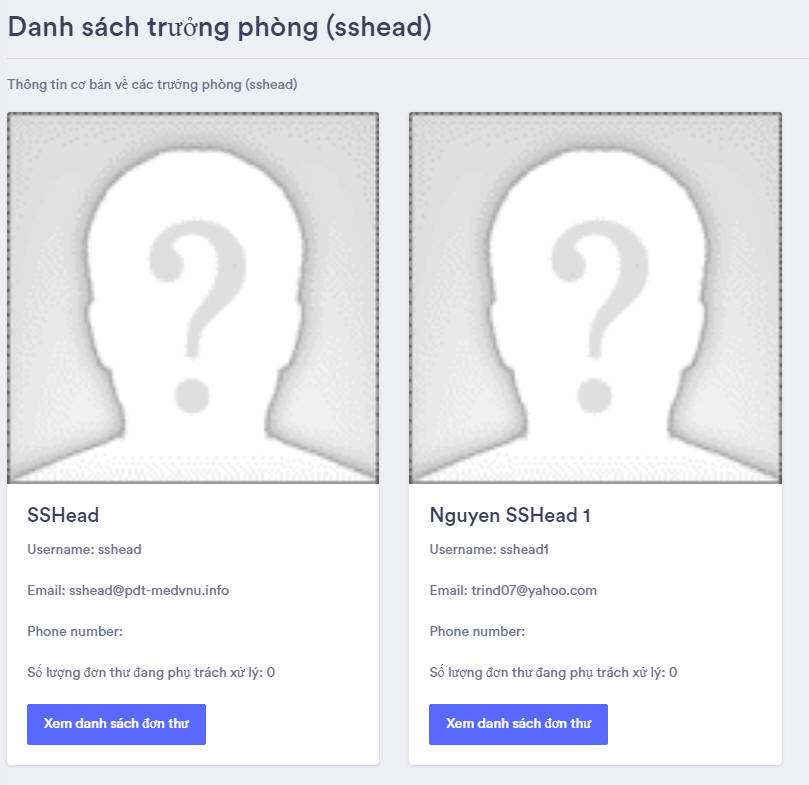 Danh sách trưởng phòng (sshead)
Thông tin cơ bản về các trưởng phòng (sshead)
SSHead
Username: sshead
Email: sshead@pdt-medvnu.info
Phone number:
Số lượng đơn thư đang phụ trách xử lý: 0
Xem danh sách đơn thư
Nguyen SSHead 1
Username: sshead1
Email: trind07@yahoo.com
Phone number:
Số lượng đơn thư đang phụ trách xử lý: 0
Xem danh sách đơn thư